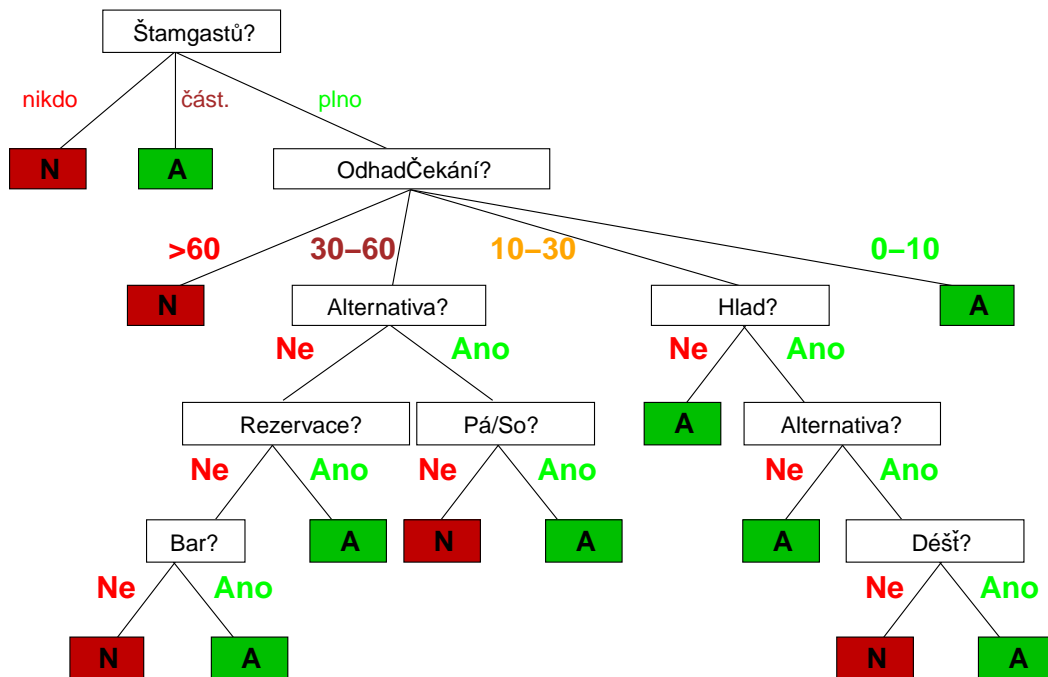 Štamgastů?
nikdo část. plno
N A OdhadČekání?
>60 30–60 10–30 0–10
N Alternativa? Hlad? A
Ne Ano Ne Ano
Rezervace? Pá/So? A Alternativa?
Ne Ano Ne Ano Ne Ano
Bar? A N A A Déšť?
Ne Ano Ne Ano
N A N A